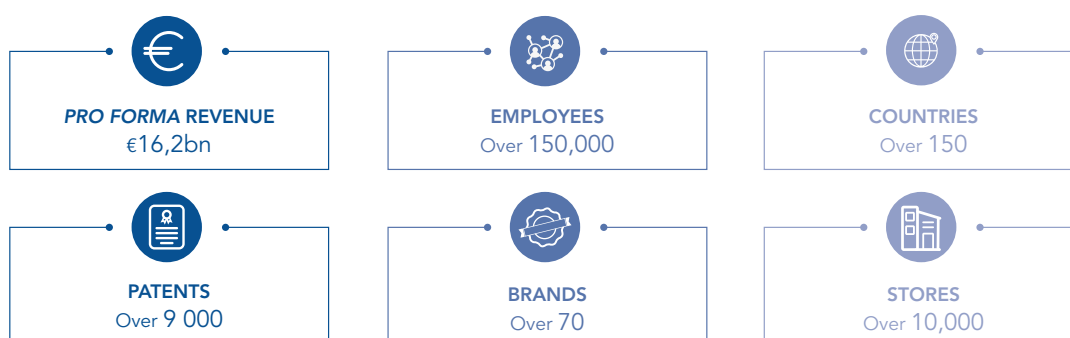 PRO FORMA REVENUE
€16,2bn
EMPLOYEES
Over 150,000
COUNTRIES
Over 150
PATENTS
Over 9 000
BRANDS
Over 70
STORES
Over 10,000